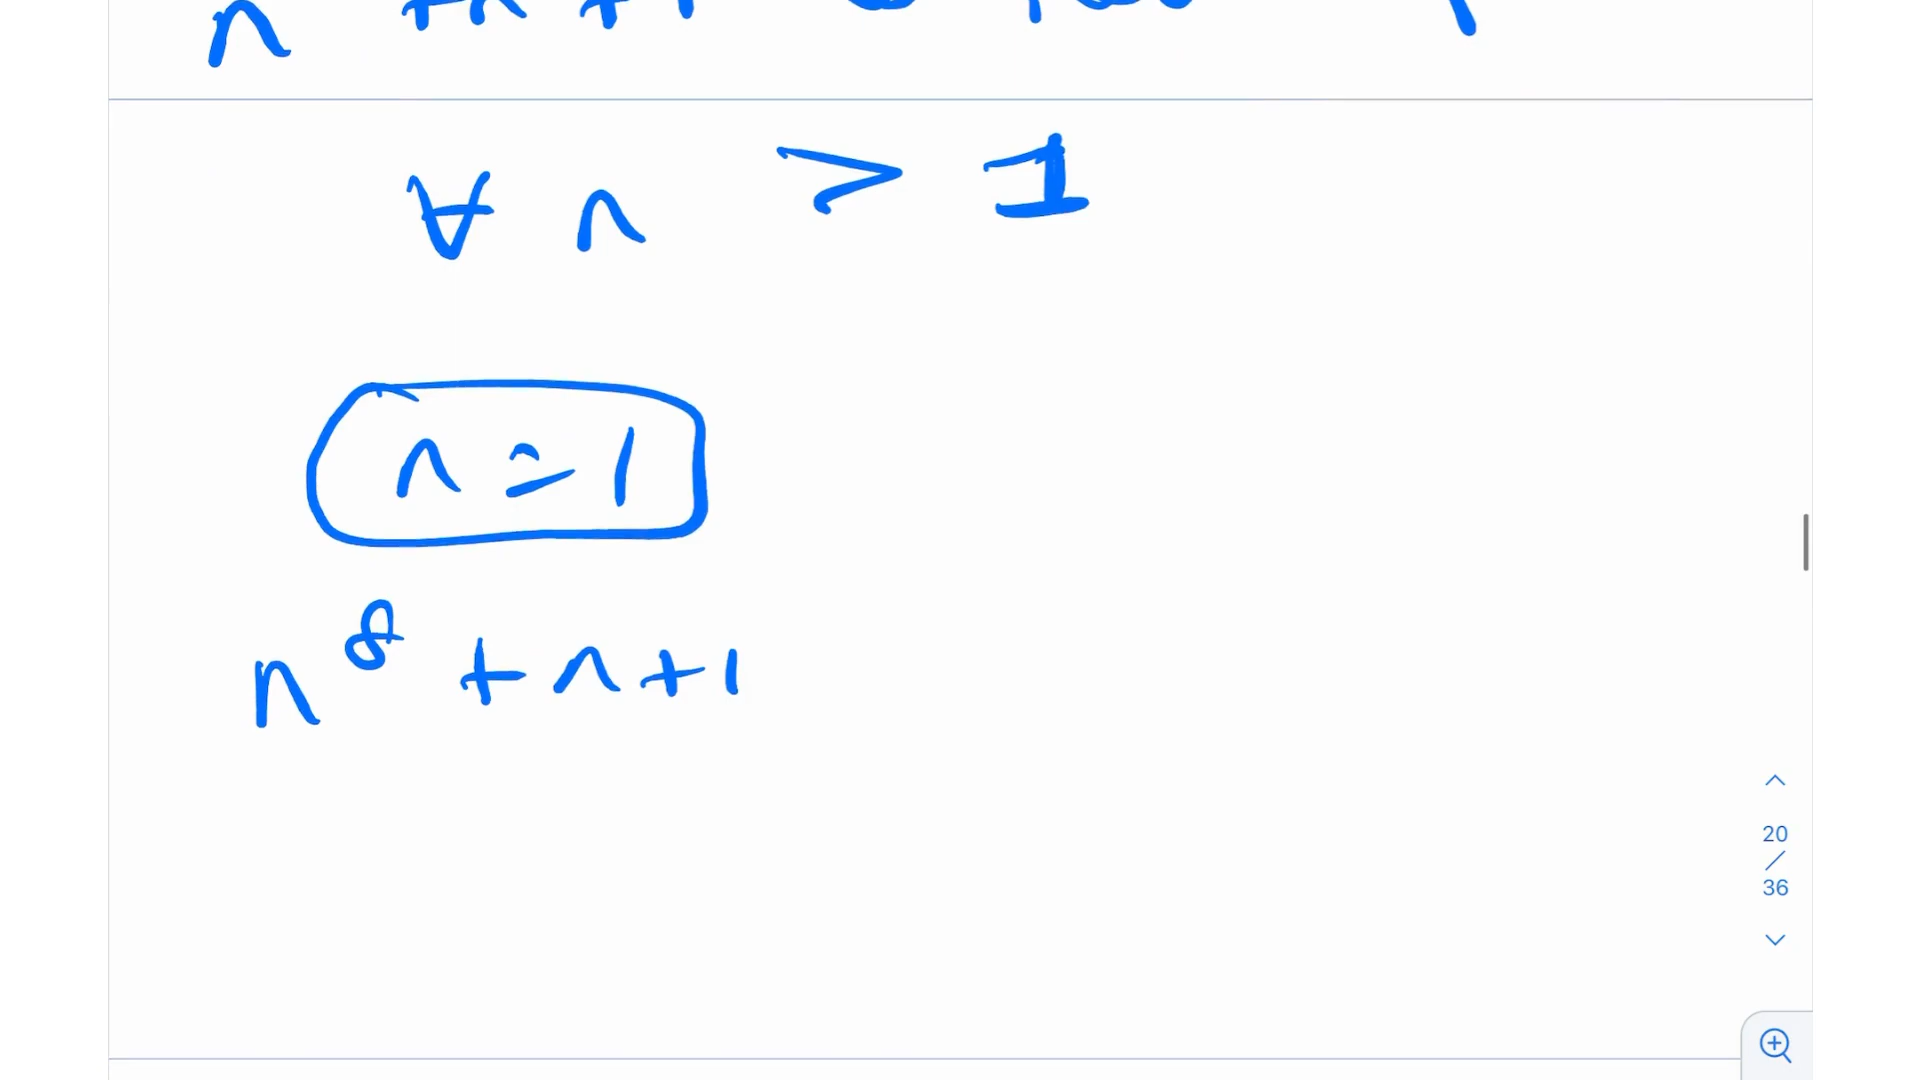 ∀ n > 1
n = 1
n⁸ + n + 1
20
/
36